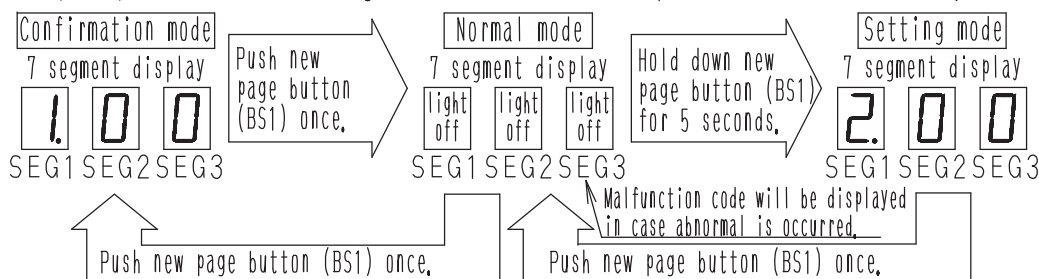 Confirmation mode
7 segment display
1. 0 0
SEG1 SEG2 SEG3
Push new
page button
(BS1) once.
Normal mode
7 segment display
light off
light off
light off
SEG1 SEG2 SEG3
Hold down new
page button (BS1)
for 5 seconds.
Setting mode
7 segment display
2. 0 0
SEG1 SEG2 SEG3
Malfunction code will be displayed
in case abnormal is occurred.
Push new page button (BS1) once.
Push new page button (BS1) once.